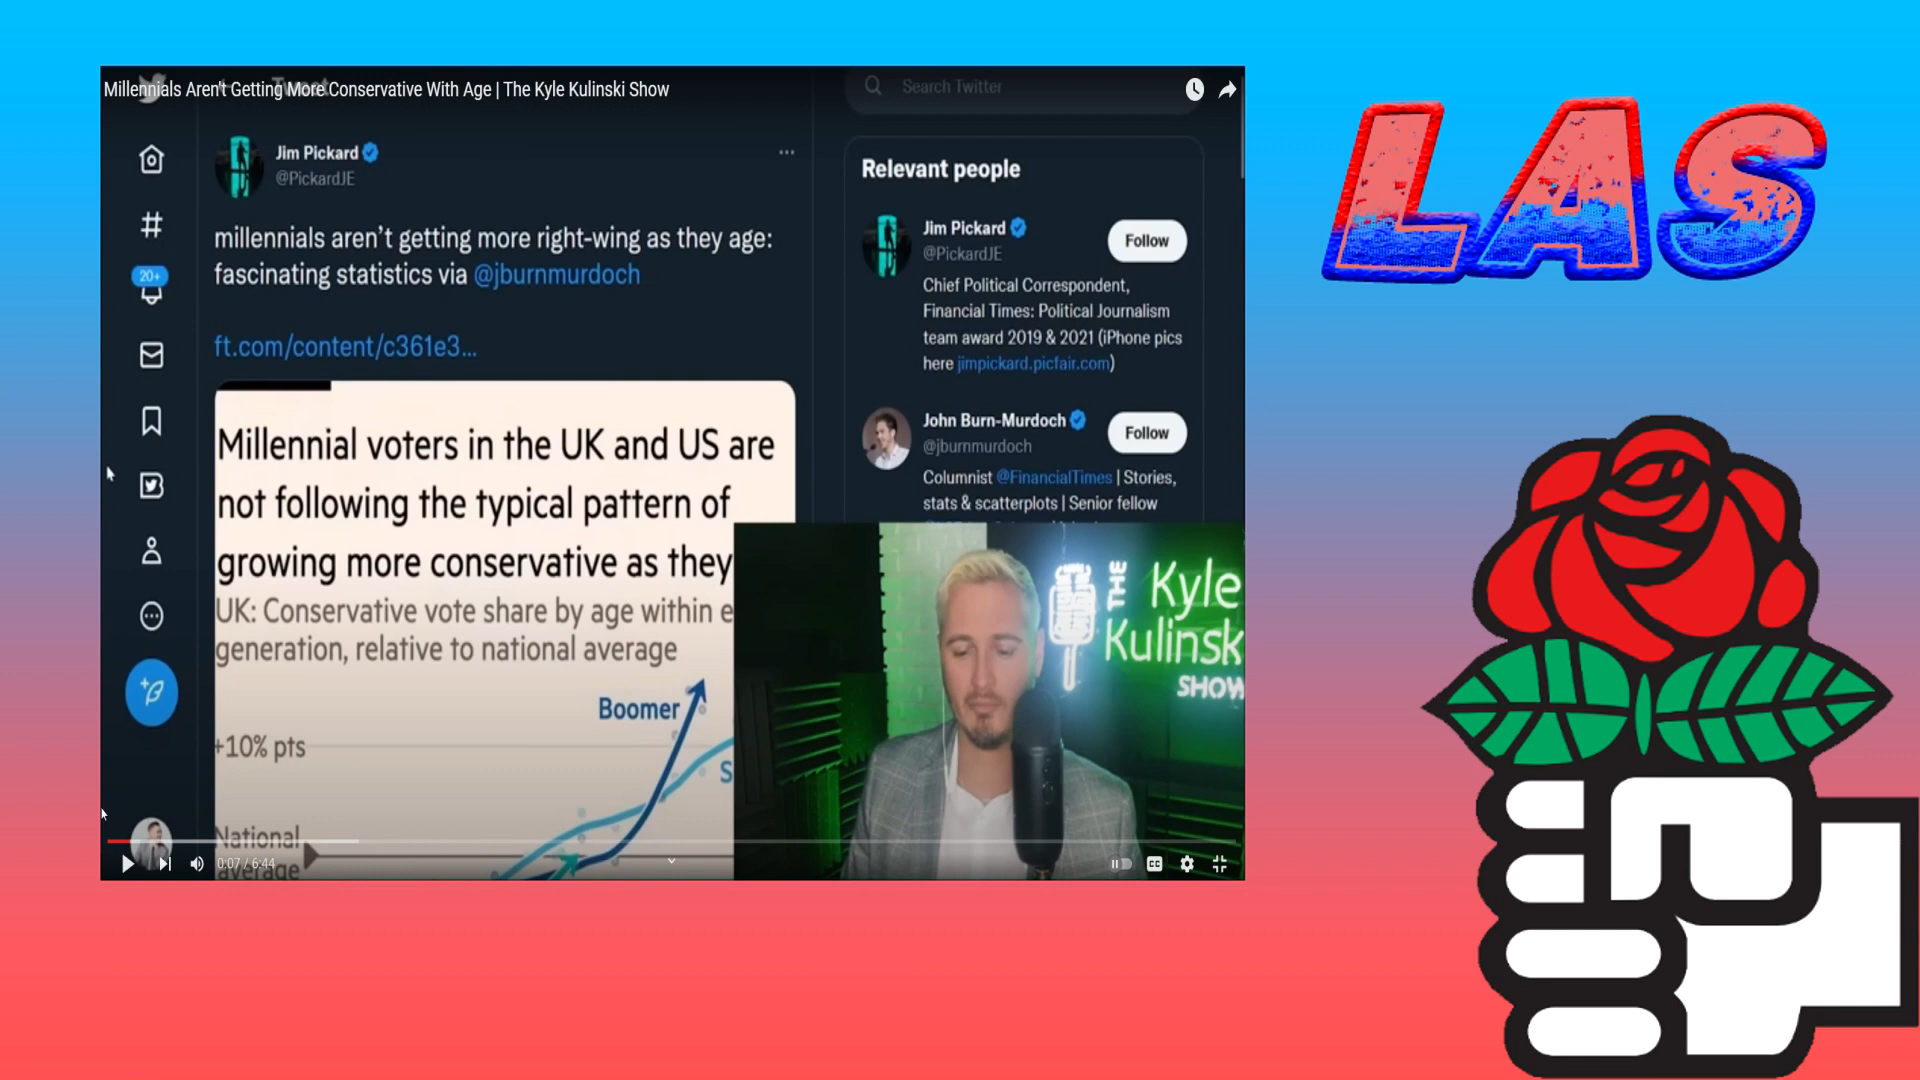 Millennials Aren't Getting More Conservative With Age | The Kyle Kulinski Show
Tweet
Search Twitter
Jim Pickard
@PickardJE
millennials aren't getting more right-wing as they age:
fascinating statistics via @jburnmurdoch
ft.com/content/c361e3...
20+
Millennial voters in the UK and US are
not following the typical pattern of
growing more conservative as they
UK: Conservative vote share by age within e
generation, relative to national average
Boomer
S
+10% pts
National
average
Relevant people
Jim Pickard
@PickardJE
Follow
Chief Political Correspondent,
Financial Times: Political Journalism
team award 2019 & 2021 (iPhone pics
here jimpickard.picfair.com)
John Burn-Murdoch
@jburnmurdoch
Follow
Columnist @FinancialTimes | Stories,
stats & scatterplots | Senior fellow
THE
Kyle
Kulinsk
SHOW
0:07 / 6:44
CC
LAS